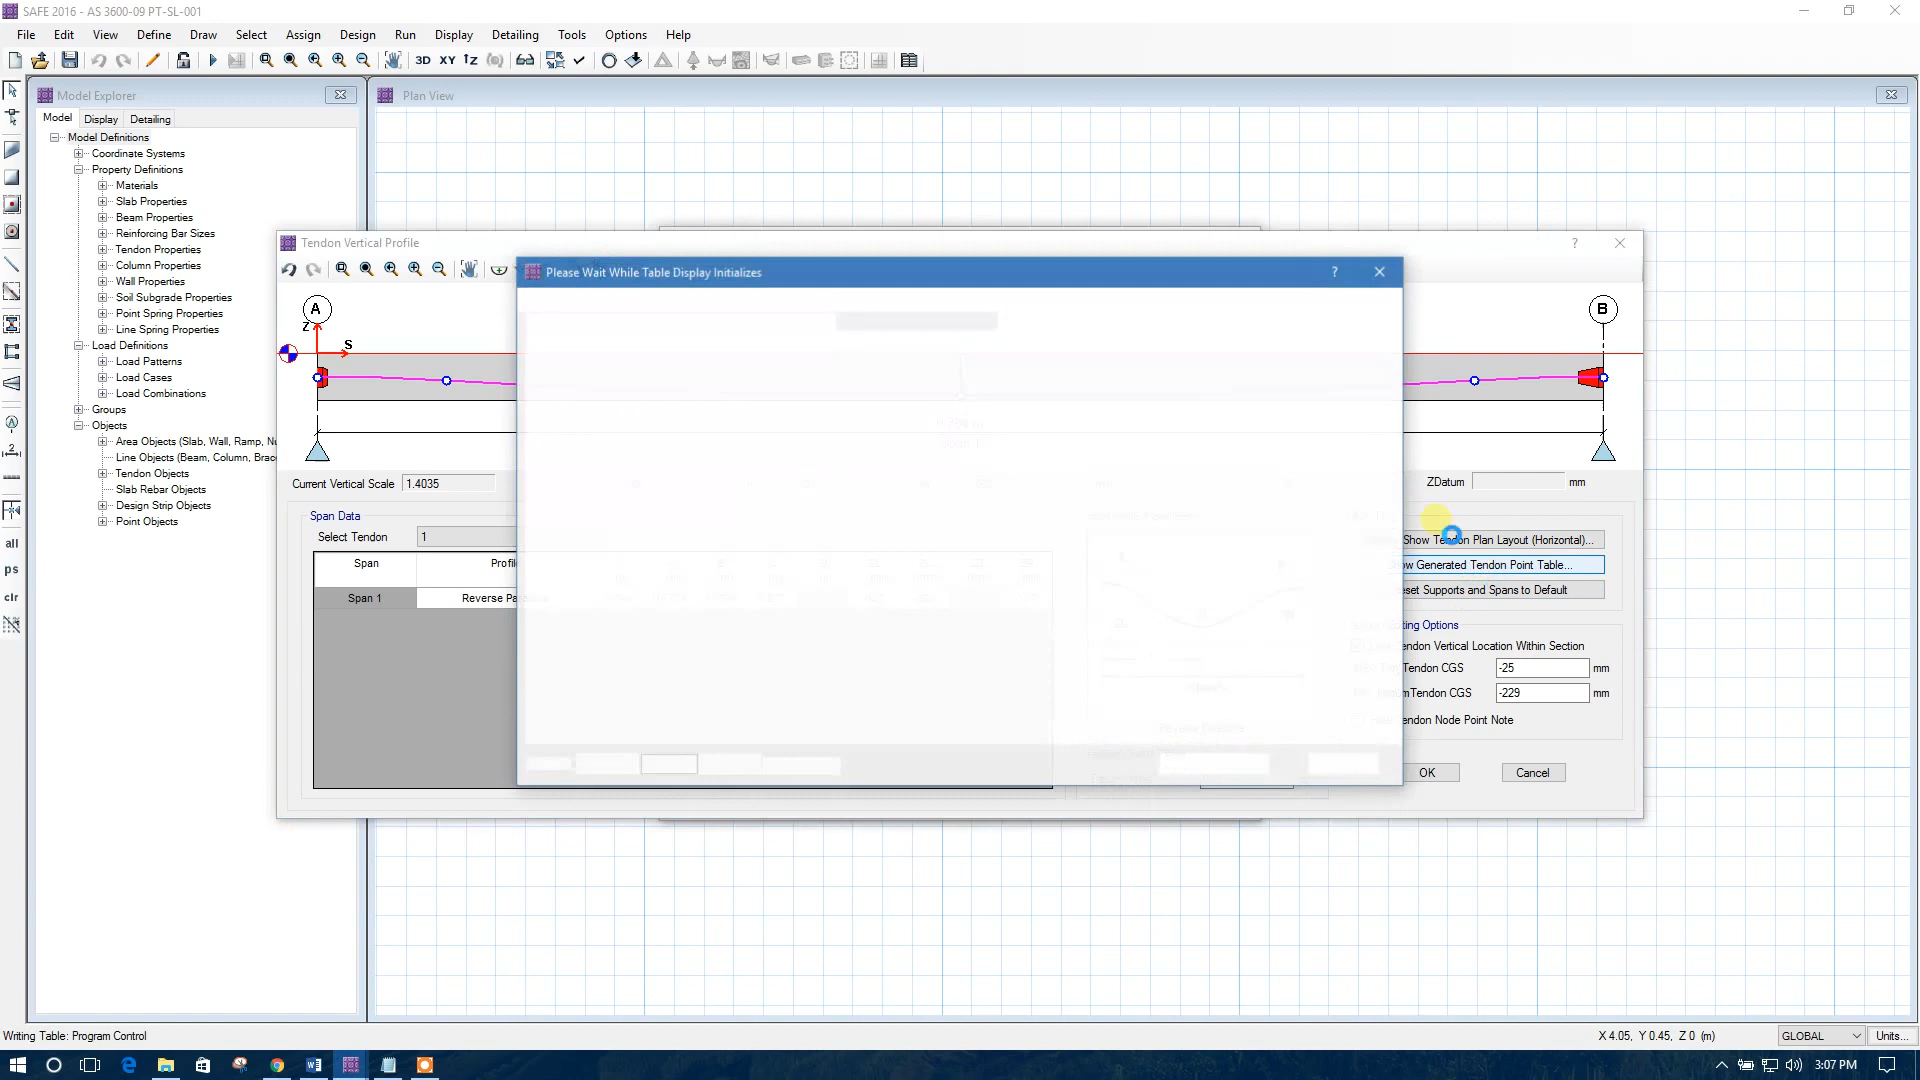 SAFE 2016 - AS 3600-09 PT-SL-001
File Edit View Define Draw Select Assign Design Run Display Detailing Tools Options Help
3D XY
Model Explorer
Plan View
Model Display Detailing
Model Definitions
Coordinate Systems
Property Definitions
Materials
Slab Properties
Beam Properties
Reinforcing Bar Sizes
Tendon Properties
Column Properties
Wall Properties
Soil Subgrade Properties
Point Spring Properties
Line Spring Properties
Load Definitions
Load Patterns
Load Cases
Load Combinations
Groups
Objects
Area Objects (Slab, Wall, Ramp, Nu
Line Objects (Beam, Column, Brac
Tendon Objects
Slab Rebar Objects
Design Strip Objects
Point Objects
all
ps
clr
Tendon Vertical Profile
Please Wait While Table Display Initializes
A
Z
S
B
Current Vertical Scale 1.4035
ZDatum mm
Span Data
Select Tendon 1
Span Profil
Span 1 Reverse Pa
Show Tendon Plan Layout (Horizontal)...
ow Generated Tendon Point Table...
eset Supports and Spans to Default
ting Options
endon Vertical Location Within Section
Tendon CGS -25 mm
mTendon CGS -229 mm
endon Node Point Note
OK Cancel
Writing Table: Program Control
X 4.05, Y 0.45, Z 0 (m)
GLOBAL
Units...
3:07 PM